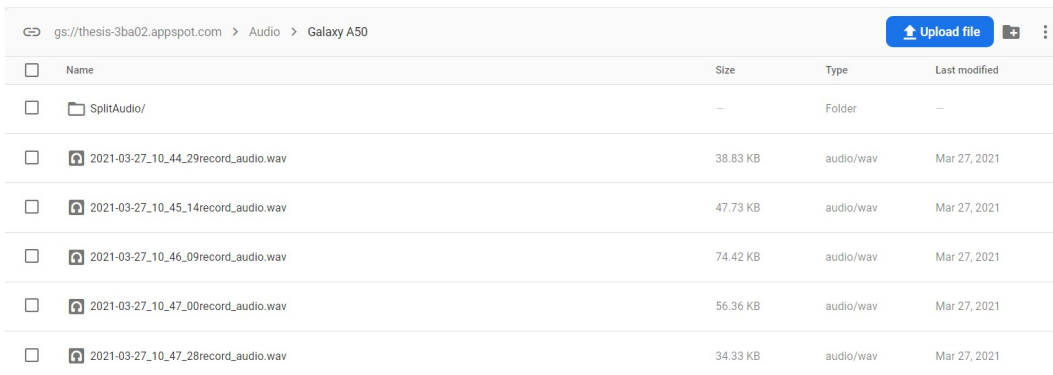 gs://thesis-3ba02.appspot.com > Audio > Galaxy A50 Upload file
Name Size Type Last modified
SplitAudio/ — Folder —
2021-03-27_10_44_29record_audio.wav 38.83 KB audio/wav Mar 27, 2021
2021-03-27_10_45_14record_audio.wav 47.73 KB audio/wav Mar 27, 2021
2021-03-27_10_46_09record_audio.wav 74.42 KB audio/wav Mar 27, 2021
2021-03-27_10_47_00record_audio.wav 56.36 KB audio/wav Mar 27, 2021
2021-03-27_10_47_28record_audio.wav 34.33 KB audio/wav Mar 27, 2021